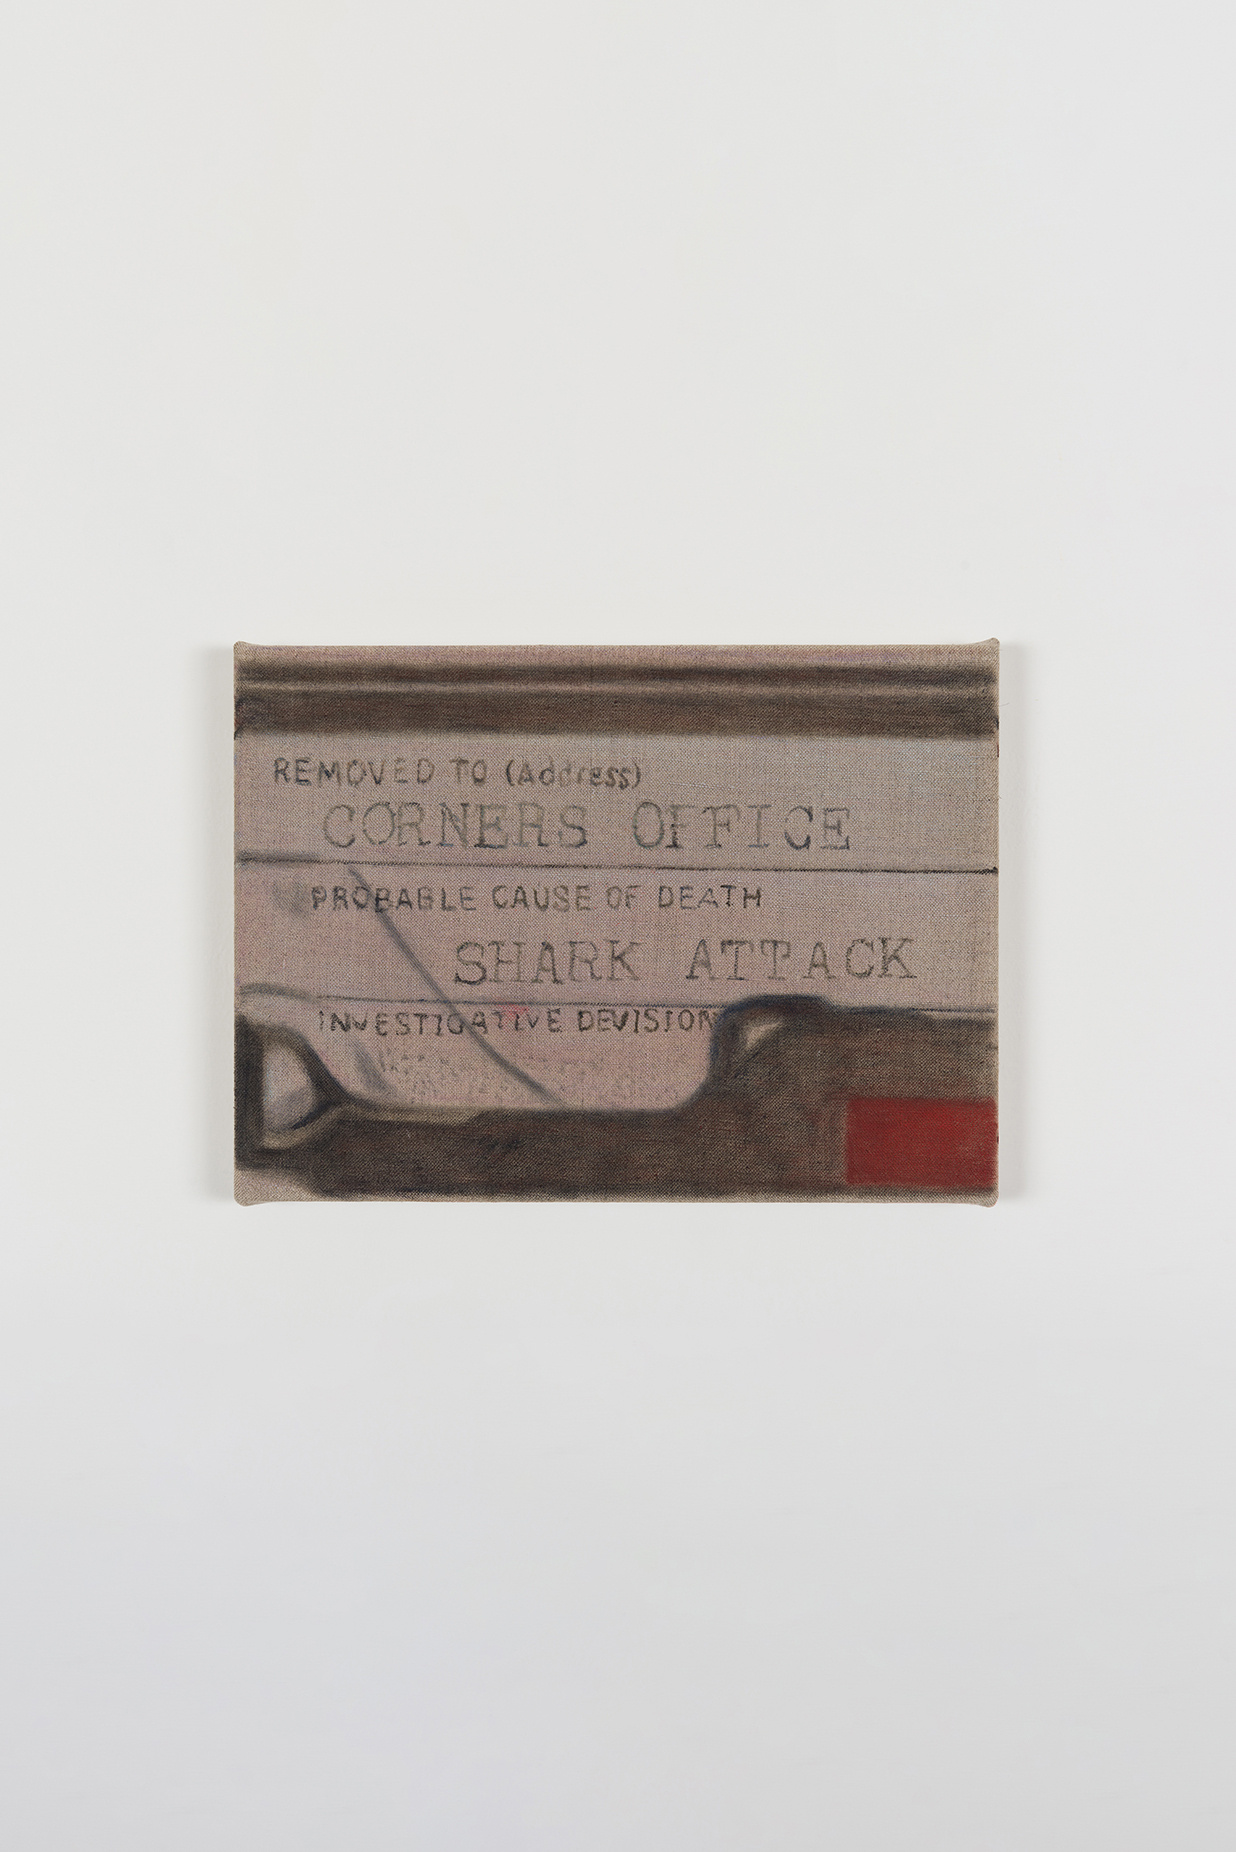 REMOVED TO (Address)
CORNERS OFFICE
PROBABLE CAUSE OF DEATH
SHARK ATTACK
INVESTIGATIVE DEVISION